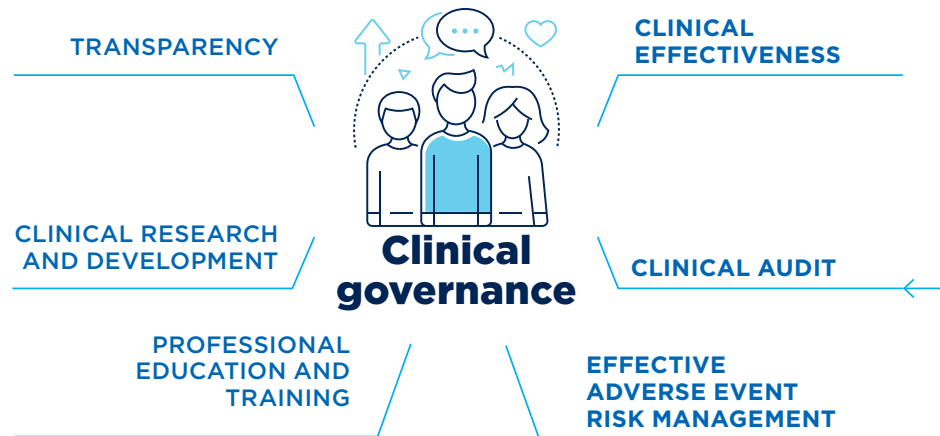 TRANSPARENCY
CLINICAL
EFFECTIVENESS
CLINICAL RESEARCH
AND DEVELOPMENT
Clinical
governance
CLINICAL AUDIT
PROFESSIONAL
EDUCATION AND
TRAINING
EFFECTIVE
ADVERSE EVENT
RISK MANAGEMENT